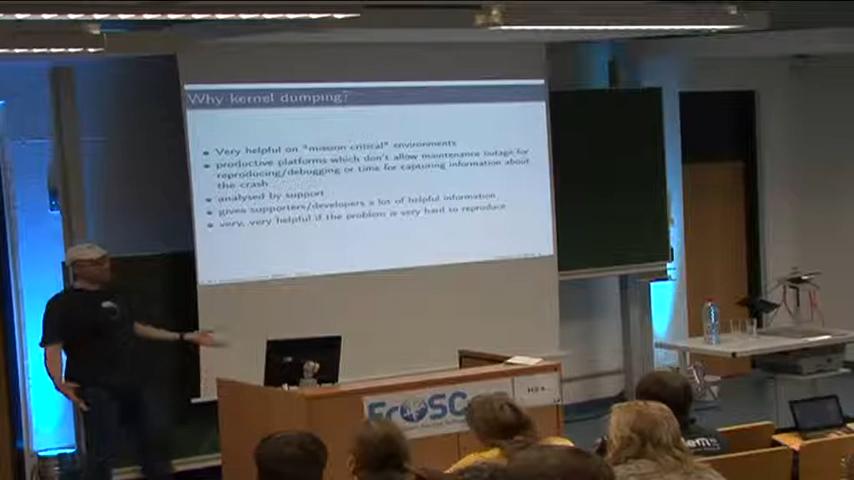 Why kernel dumping?
• Very helpful on "mission critical" environments
• productive platforms which don't allow maintenance outage for
reproducing/debugging or time for capturing information about
the crash
• analysed by support
• gives supporters/developers a lot of helpful information
• very, very helpful if the problem is very hard to reproduce
FrOSCon